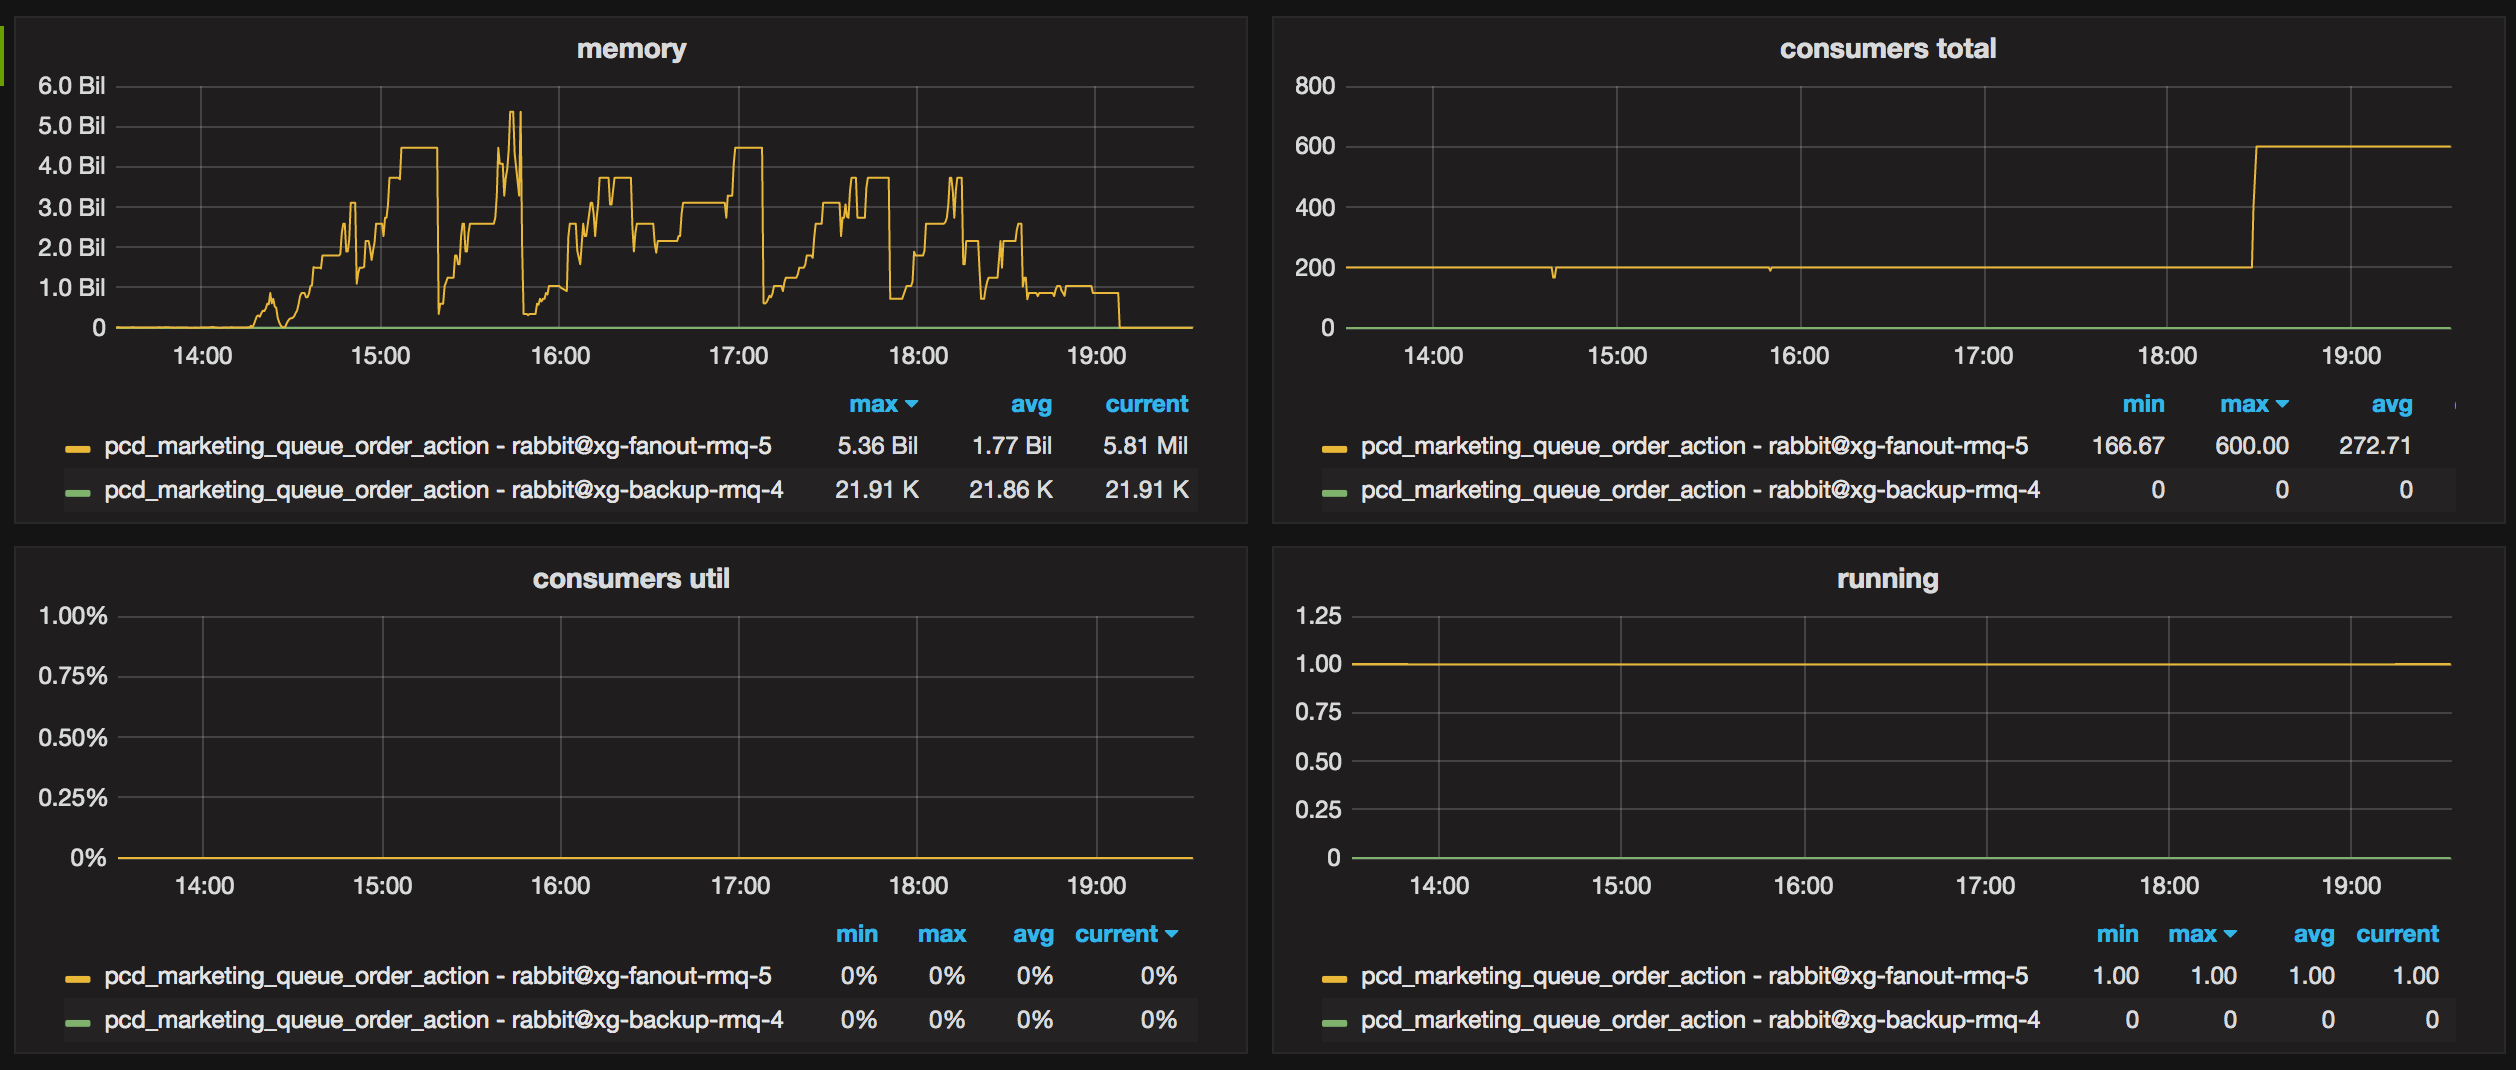 memory
6.0 Bil
5.0 Bil
4.0 Bil
3.0 Bil
2.0 Bil
1.0 Bil
0
14:00 15:00 16:00 17:00 18:00 19:00
max avg current
pcd_marketing_queue_order_action - rabbit@xg-fanout-rmq-5 5.36 Bil 1.77 Bil 5.81 Mil
pcd_marketing_queue_order_action - rabbit@xg-backup-rmq-4 21.91 K 21.86 K 21.91 K
consumers total
800
600
400
200
0
14:00 15:00 16:00 17:00 18:00 19:00
min max avg
pcd_marketing_queue_order_action - rabbit@xg-fanout-rmq-5 166.67 600.00 272.71
pcd_marketing_queue_order_action - rabbit@xg-backup-rmq-4 0 0 0
consumers util
1.00%
0.75%
0.50%
0.25%
0%
14:00 15:00 16:00 17:00 18:00 19:00
min max avg current
pcd_marketing_queue_order_action - rabbit@xg-fanout-rmq-5 0% 0% 0% 0%
pcd_marketing_queue_order_action - rabbit@xg-backup-rmq-4 0% 0% 0% 0%
running
1.25
1.00
0.75
0.50
0.25
0
14:00 15:00 16:00 17:00 18:00 19:00
min max avg current
pcd_marketing_queue_order_action - rabbit@xg-fanout-rmq-5 1.00 1.00 1.00 1.00
pcd_marketing_queue_order_action - rabbit@xg-backup-rmq-4 0 0 0 0